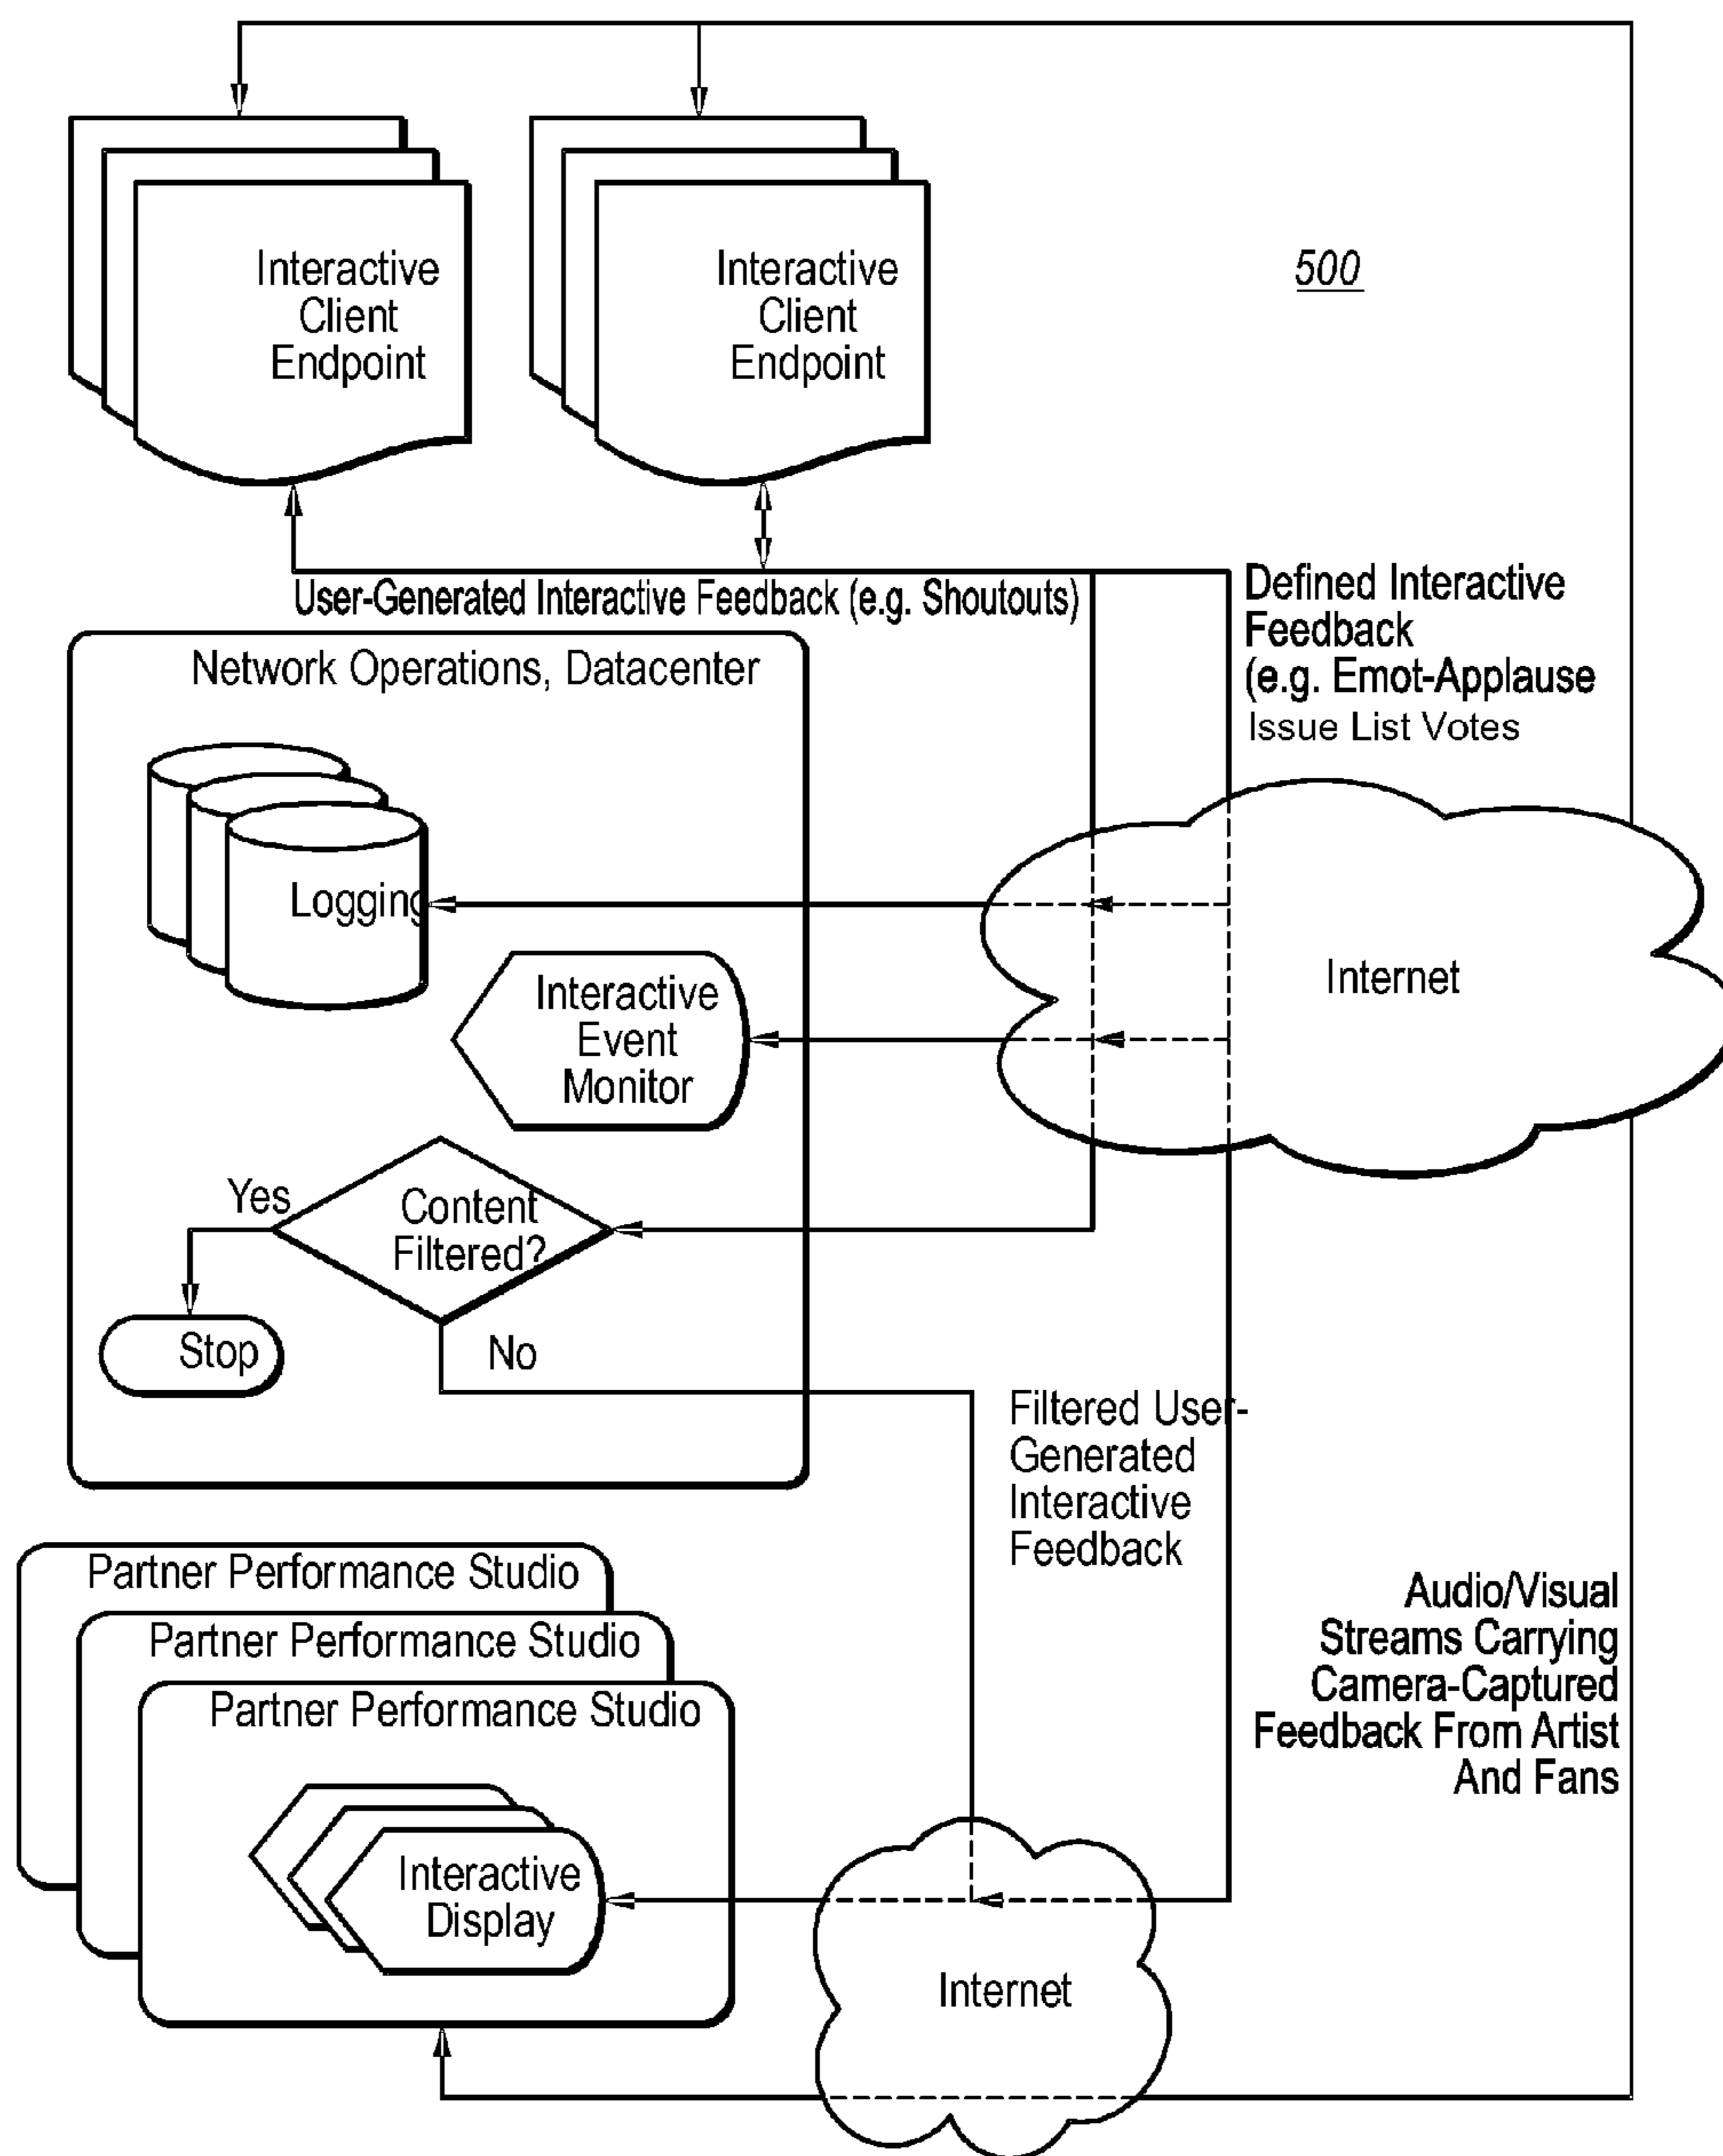 Interactive
Client
Endpoint
Interactive
Client
Endpoint
500
User-Generated Interactive Feedback (e.g. Shoutouts)
Defined Interactive
Feedback
(e.g. Emot-Applause
Issue List Votes
Network Operations, Datacenter
Logging
Interactive
Event
Monitor
Internet
Yes
Content
Filtered?
Stop
No
Filtered User-
Generated
Interactive
Feedback
Partner Performance Studio
Partner Performance Studio
Partner Performance Studio
Interactive
Display
Internet
Audio/Visual
Streams Carrying
Camera-Captured
Feedback From Artist
And Fans